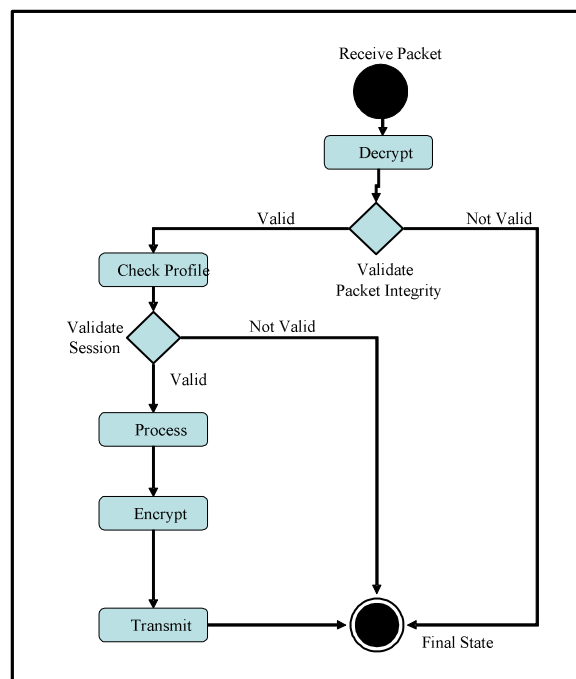 Receive Packet
Decrypt
Valid
Not Valid
Validate
Packet Integrity
Check Profile
Validate
Session
Not Valid
Valid
Process
Encrypt
Transmit
Final State